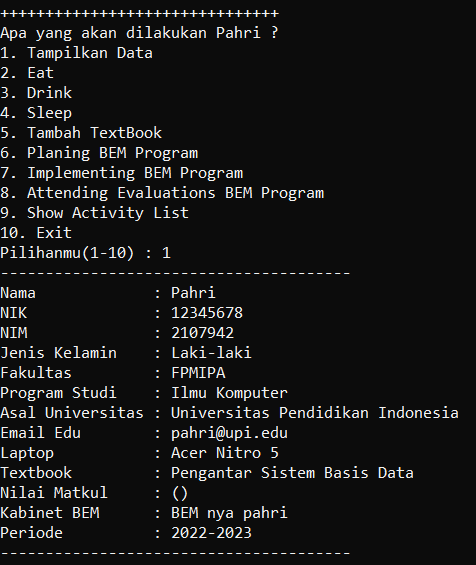 +++++++++++++++++++++++++++++++
Apa yang akan dilakukan Pahri ?
1. Tampilkan Data
2. Eat
3. Drink
4. Sleep
5. Tambah TextBook
6. Planing BEM Program
7. Implementing BEM Program
8. Attending Evaluations BEM Program
9. Show Activity List
10. Exit
Pilihanmu(1-10) : 1
---------------------------------------
Nama             : Pahri
NIK              : 12345678
NIM              : 2107942
Jenis Kelamin    : Laki-laki
Fakultas         : FPMIPA
Program Studi    : Ilmu Komputer
Asal Universitas : Universitas Pendidikan Indonesia
Email Edu        : pahri@upi.edu
Laptop           : Acer Nitro 5
Textbook         : Pengantar Sistem Basis Data
Nilai Matkul     : ()
Kabinet BEM      : BEM nya pahri
Periode          : 2022-2023
---------------------------------------